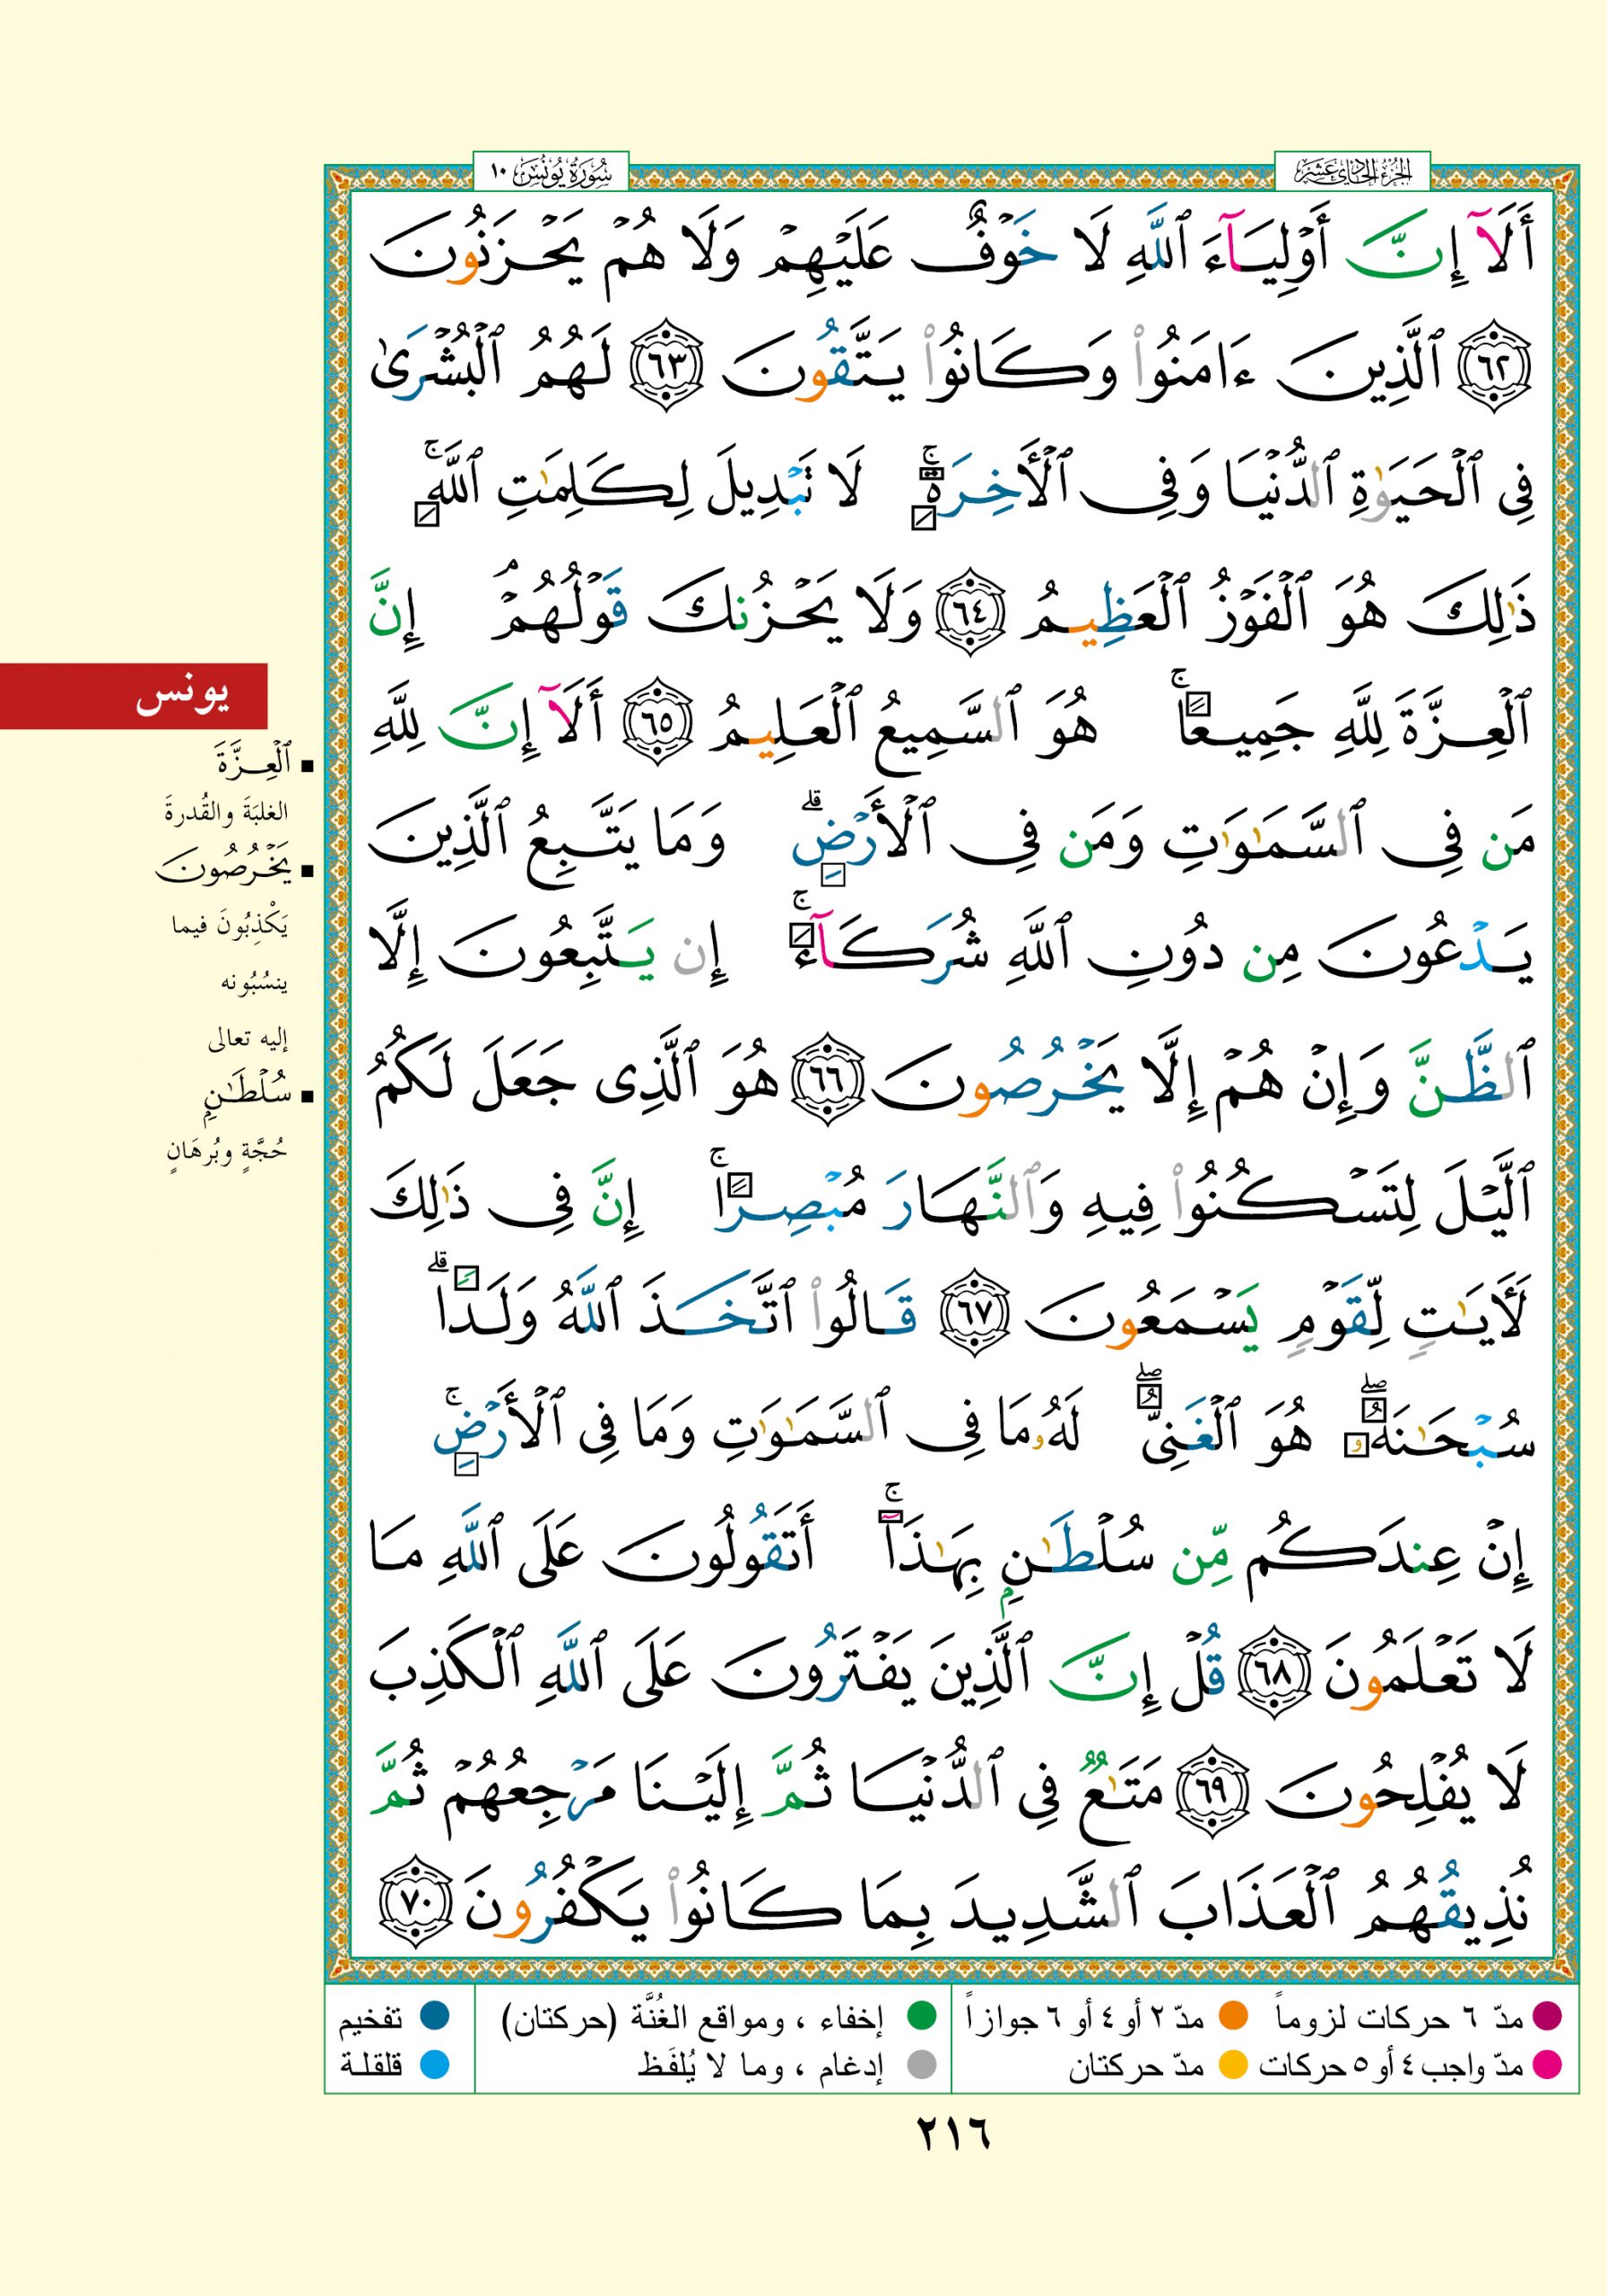 الجزء الحادي عشر
سورة يونس ١٠
أَلَآ إِنَّ أَوْلِيَآءَ ٱللَّهِ لَا خَوْفٌ عَلَيْهِمْ وَلَا هُمْ يَحْزَنُونَ
٦٢ ٱلَّذِينَ ءَامَنُوا۟ وَكَانُوا۟ يَتَّقُونَ ٦٣ لَهُمُ ٱلْبُشْرَىٰ
فِى ٱلْحَيَوٰةِ ٱلدُّنْيَا وَفِى ٱلْأَخِرَةِ ۚ لَا تَبْدِيلَ لِكَلِمَٰتِ ٱللَّهِ ۚ
ذَٰلِكَ هُوَ ٱلْفَوْزُ ٱلْعَظِيمُ ٦٤ وَلَا يَحْزُنكَ قَوْلُهُمْ ۘ إِنَّ
ٱلْعِزَّةَ لِلَّهِ جَمِيعًا ۚ هُوَ ٱلسَّمِيعُ ٱلْعَلِيمُ ٦٥ أَلَآ إِنَّ لِلَّهِ
مَن فِى ٱلسَّمَٰوَٰتِ وَمَن فِى ٱلْأَرْضِ ۗ وَمَا يَتَّبِعُ ٱلَّذِينَ
يَدْعُونَ مِن دُونِ ٱللَّهِ شُرَكَآءَ ۚ إِن يَتَّبِعُونَ إِلَّا
ٱلظَّنَّ وَإِنْ هُمْ إِلَّا يَخْرُصُونَ ٦٦ هُوَ ٱلَّذِى جَعَلَ لَكُمُ
ٱلَّيْلَ لِتَسْكُنُوا۟ فِيهِ وَٱلنَّهَارَ مُبْصِرًا ۚ إِنَّ فِى ذَٰلِكَ
لَأَيَٰتٍ لِّقَوْمٍ يَسْمَعُونَ ٦٧ قَالُوا۟ ٱتَّخَذَ ٱللَّهُ وَلَدًا ۗ
سُبْحَٰنَهُۥ ۖ هُوَ ٱلْغَنِىُّ ۖ لَهُۥ مَا فِى ٱلسَّمَٰوَٰتِ وَمَا فِى ٱلْأَرْضِ ۚ
إِنْ عِندَكُم مِّن سُلْطَٰنٍۭ بِهَٰذَآ ۚ أَتَقُولُونَ عَلَى ٱللَّهِ مَا
لَا تَعْلَمُونَ ٦٨ قُلْ إِنَّ ٱلَّذِينَ يَفْتَرُونَ عَلَى ٱللَّهِ ٱلْكَذِبَ
لَا يُفْلِحُونَ ٦٩ مَتَٰعٌ فِى ٱلدُّنْيَا ثُمَّ إِلَيْنَا مَرْجِعُهُمْ ثُمَّ
نُذِيقُهُمُ ٱلْعَذَابَ ٱلشَّدِيدَ بِمَا كَانُوا۟ يَكْفُرُونَ ٧٠
يونس
▪ ٱلْعِزَّةَ
الغلبَةَ والقُدرةَ
▪ يَخْرُصُونَ
يَكْذِبُونَ فيما
ينسُبُونه
إليه تعالى
▪ سُلْطَٰنٍۭ
حُجَّةٍ وبُرهَانٍ
مدّ ٦ حركات لزوماً
مدّ ٢ أو ٤ أو ٦ جوازاً
إخفاء ، ومواقع الغُنَّة (حركتان)
تفخيم
مدّ واجب ٤ أو ٥ حركات
مدّ حركتان
إدغام ، وما لا يُلفَظ
قلقلة
٢١٦